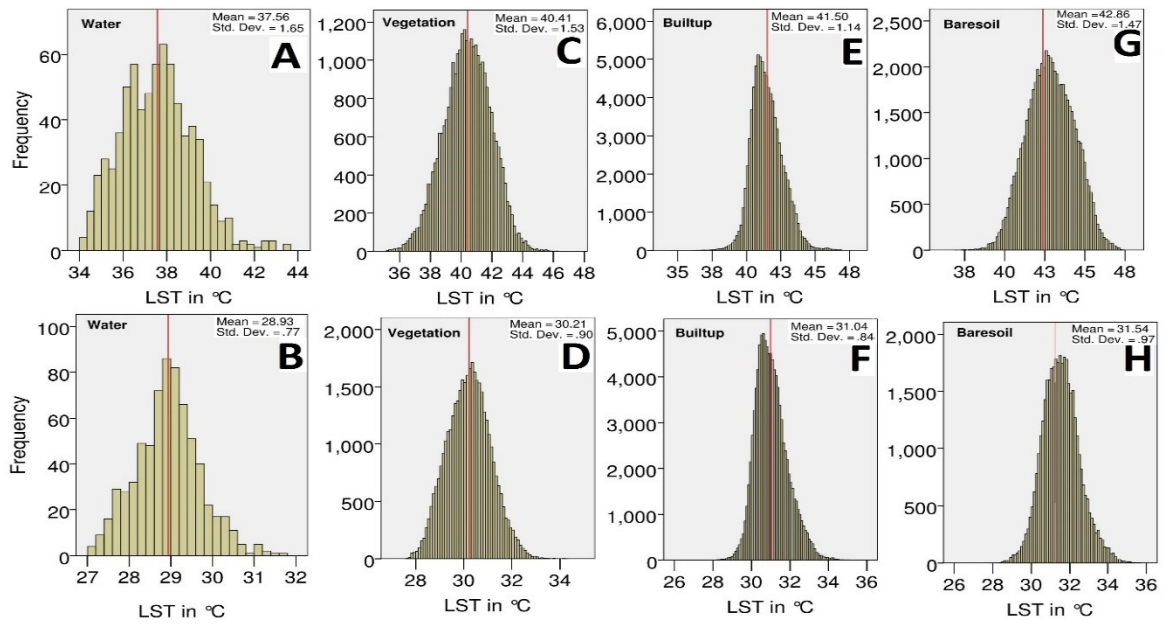 Water
Mean = 37.56
Std. Dev. = 1.65
A
Frequency
60
40
20
0
34 36 38 40 42 44
LST in °C
Vegetation
Mean = 40.41
Std. Dev. = 1.53
C
1,200
1,000
800
600
400
200
0
36 38 40 42 44 46 48
LST in °C
Builtup
Mean = 41.50
Std. Dev. = 1.14
E
6,000
5,000
4,000
3,000
2,000
1,000
0
35 38 40 43 45 48
LST in °C
Baresoil
Mean = 42.86
Std. Dev. = 1.47
G
2,500
2,000
1,500
1,000
500
0
38 40 43 45 48
LST in °C
Water
Mean = 28.93
Std. Dev. = .77
B
Frequency
100
80
60
40
20
0
27 28 29 30 31 32
LST in °C
Vegetation
Mean = 30.21
Std. Dev. = .90
D
2,000
1,500
1,000
500
0
28 30 32 34
LST in °C
Builtup
Mean = 31.04
Std. Dev. = .84
F
5,000
4,000
3,000
2,000
1,000
0
26 28 30 32 34 36
LST in °C
Baresoil
Mean = 31.54
Std. Dev. = .97
H
2,000
1,500
1,000
500
0
26 28 30 32 34 36
LST in °C